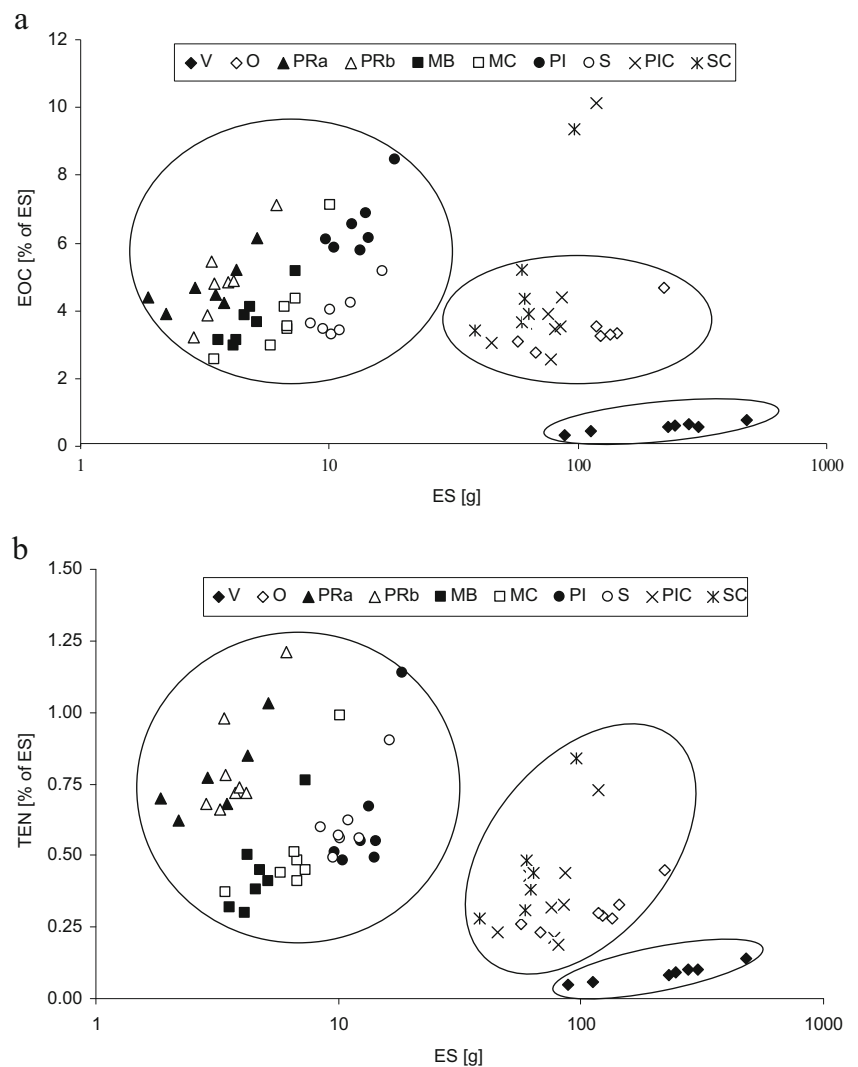 a
12
V O PRa PRb MB MC PI S PIC SC
10
8
6
4
2
0
EOC [% of ES]
1 10 100 1000
ES [g]
b
1.50
V O PRa PRb MB MC PI S PIC SC
1.25
1.00
0.75
0.50
0.25
0.00
TEN [% of ES]
1 10 100 1000
ES [g]